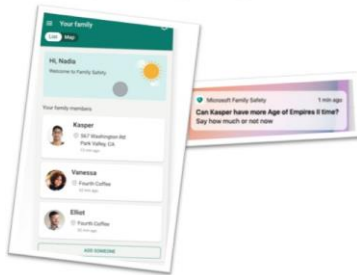 Your family
List Map
Hi, Nadia
Welcome to Family Safety
Your family members
Kasper
567 Washington RD
Park Valley, CA
Vanessa
Fourth Coffee
Elliot
Fourth Coffee
ADD SOMEONE
Microsoft Family Safety 1 min ago
Can Kasper have more Age of Empires II time?
Say how much or not now